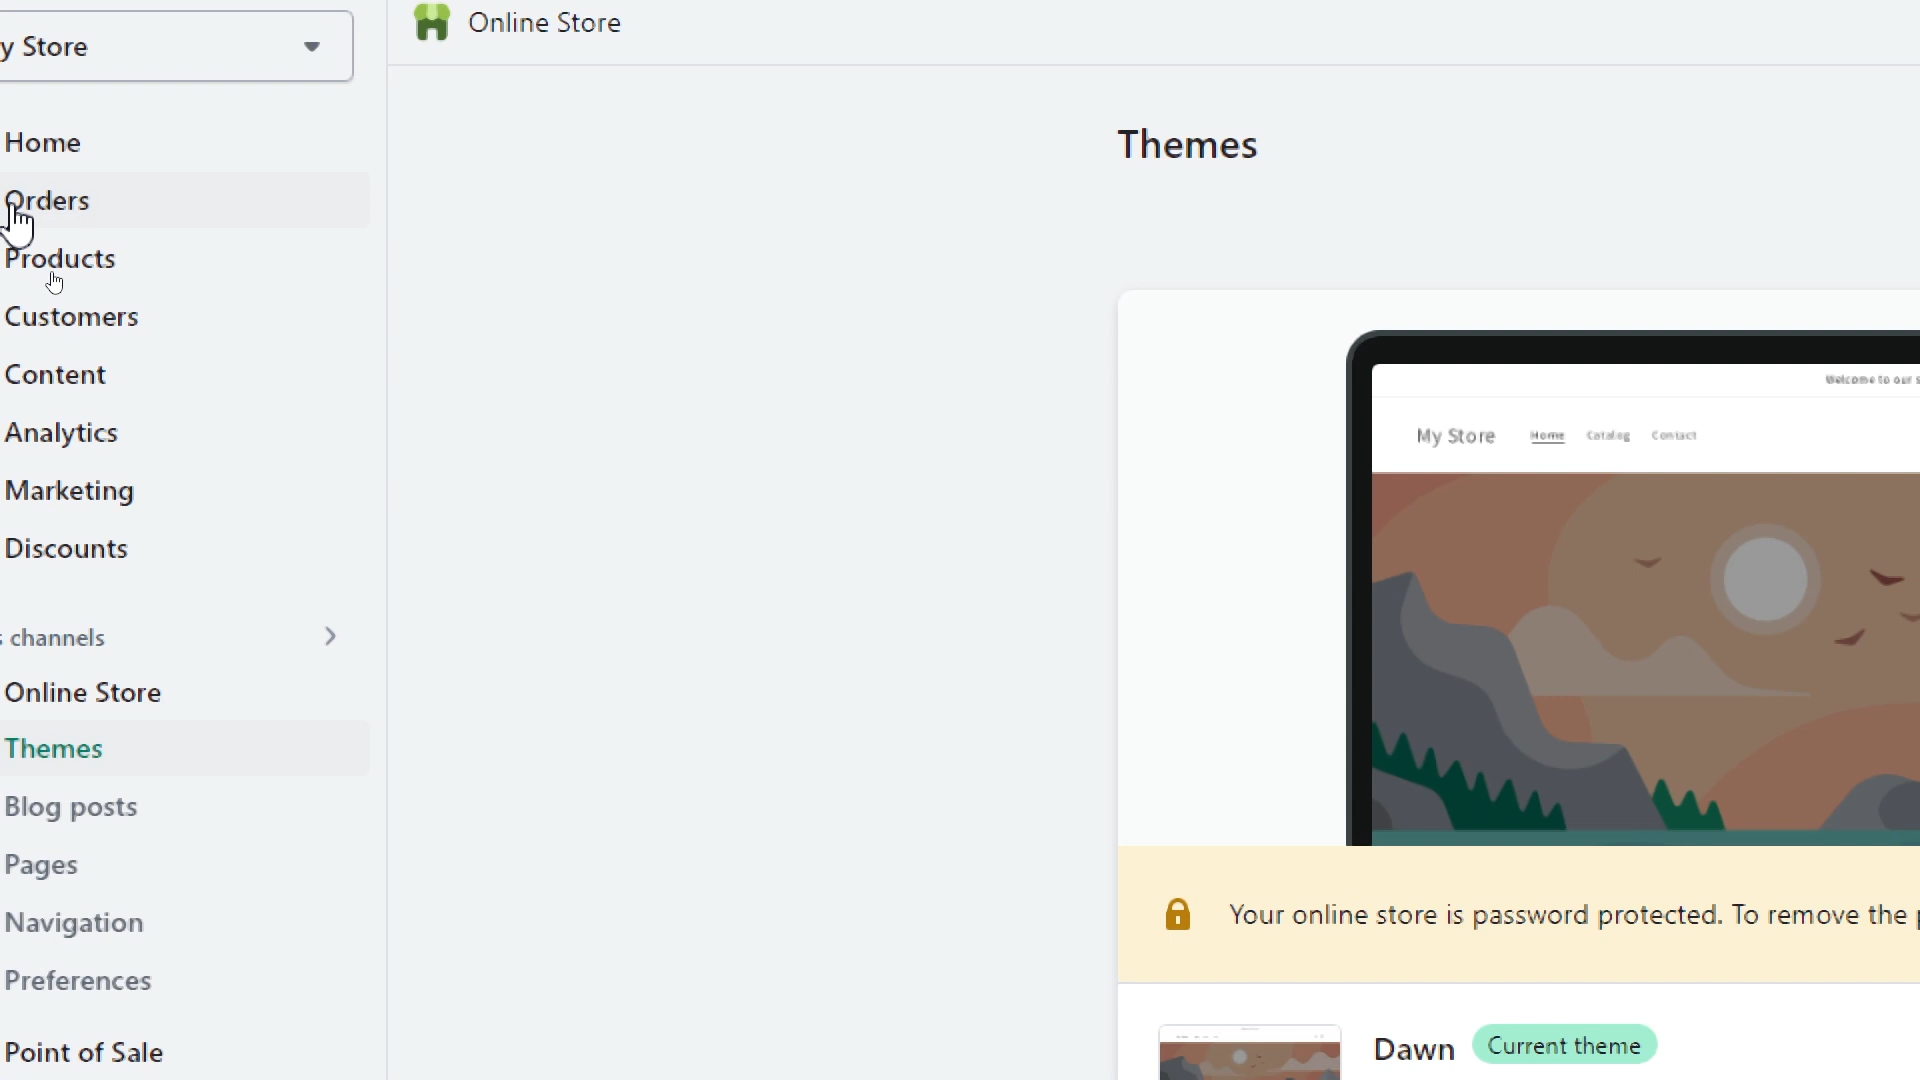 y Store
Online Store
Home
Orders
Products
Customers
Content
Analytics
Marketing
Discounts
channels
Online Store
Themes
Blog posts
Pages
Navigation
Preferences
Point of Sale
Themes
Welcome to our s
My Store Home Catalog Contact
Your online store is password protected. To remove the
Dawn Current theme